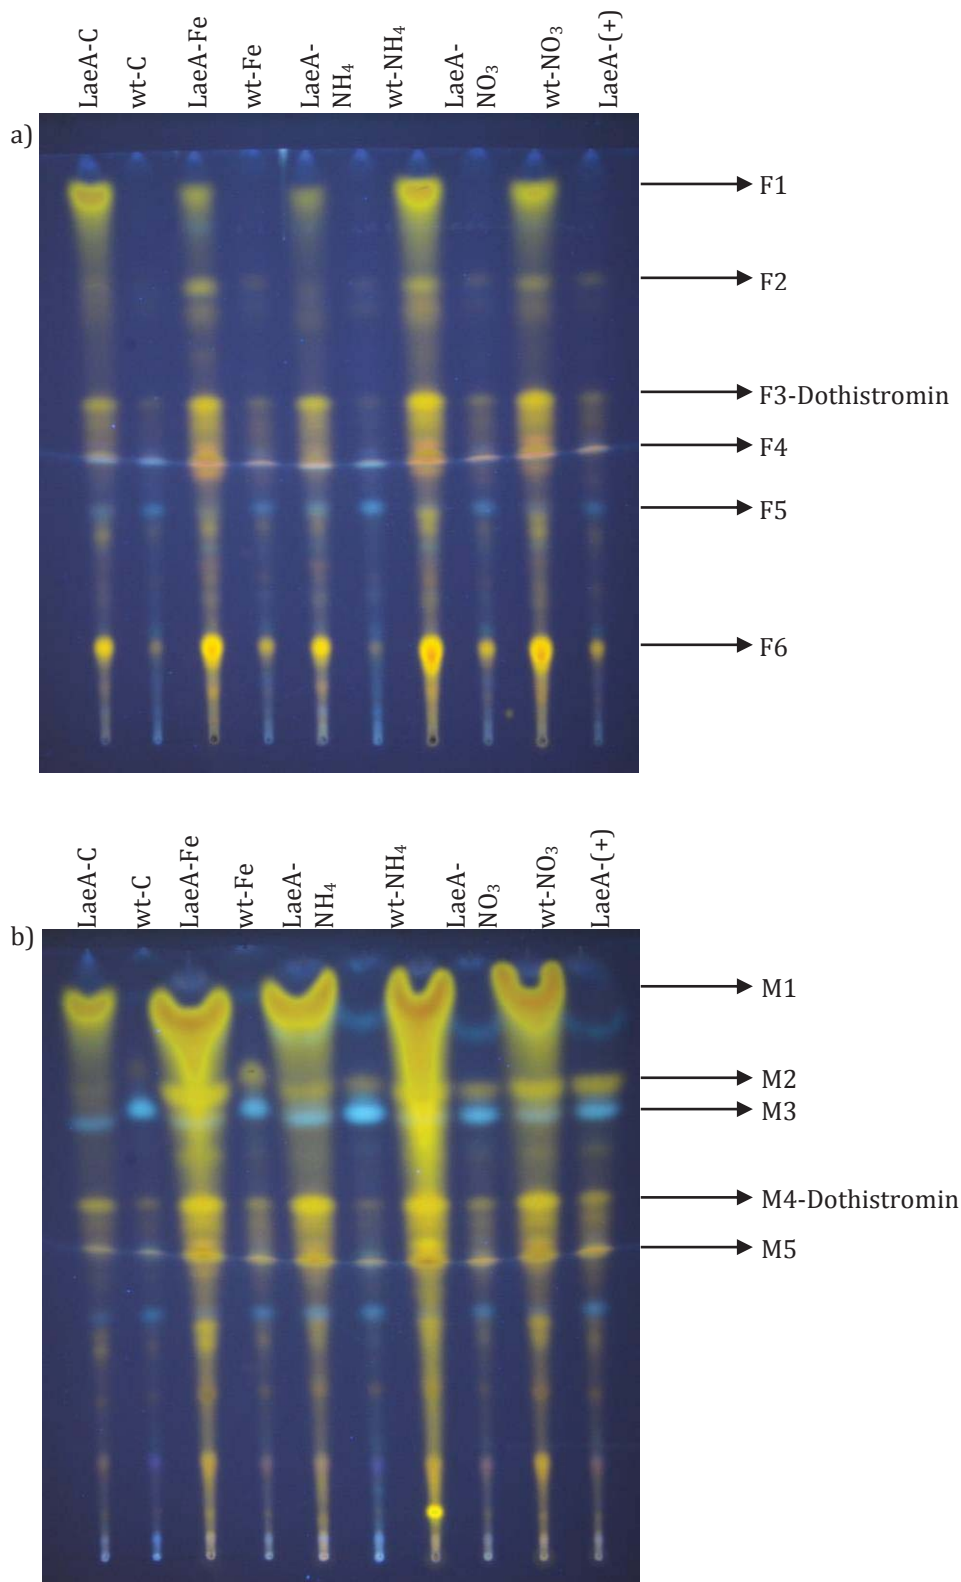 LaeA-C
wt-C
LaeA-Fe
wt-Fe
LaeA-
NH₄
wt-NH₄
LaeA-
NO₃
wt-NO₃
LaeA-(+)
a)
F1
F2
F3-Dothistromin
F4
F5
F6
LaeA-C
wt-C
LaeA-Fe
wt-Fe
LaeA-
NH₄
wt-NH₄
LaeA-
NO₃
wt-NO₃
LaeA-(+)
b)
M1
M2
M3
M4-Dothistromin
M5